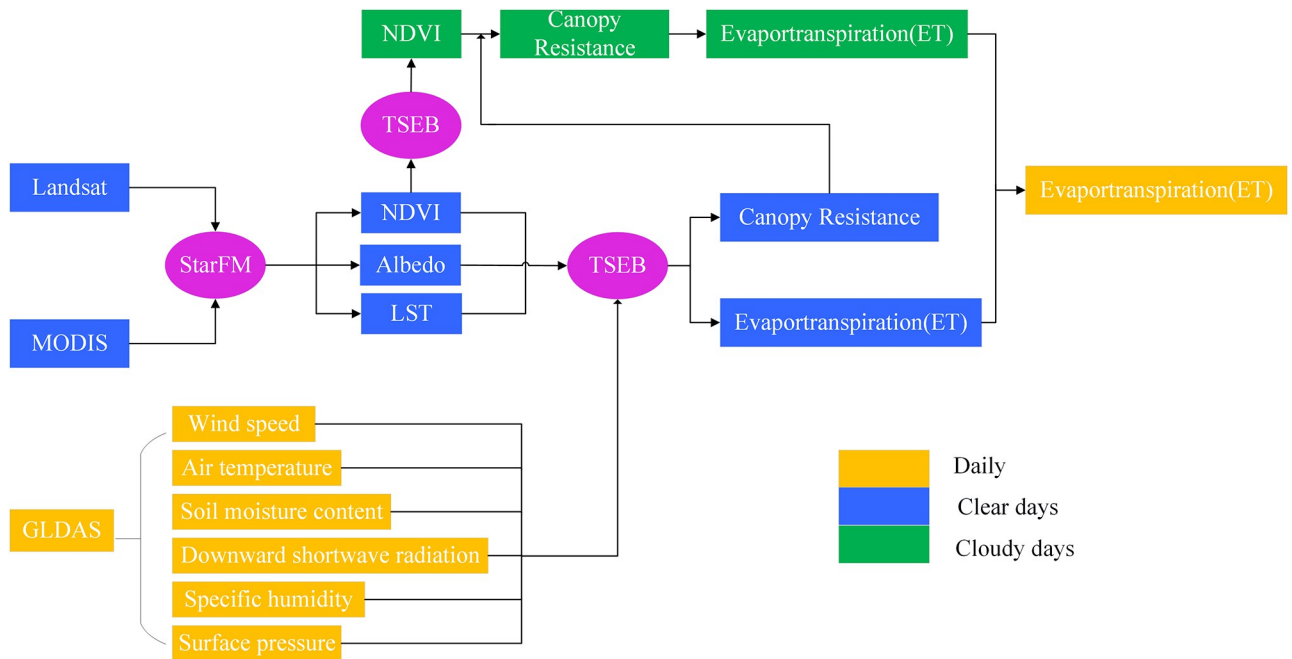 NDVI
Canopy
Resistance
Evaportranspiration(ET)
TSEB
Landsat
NDVI
Canopy Resistance
Evaportranspiration(ET)
StarFM
Albedo
TSEB
LST
Evaportranspiration(ET)
MODIS
Wind speed
Air temperature
Soil moisture content
GLDAS
Downward shortwave radiation
Specific humidity
Surface pressure
Daily
Clear days
Cloudy days